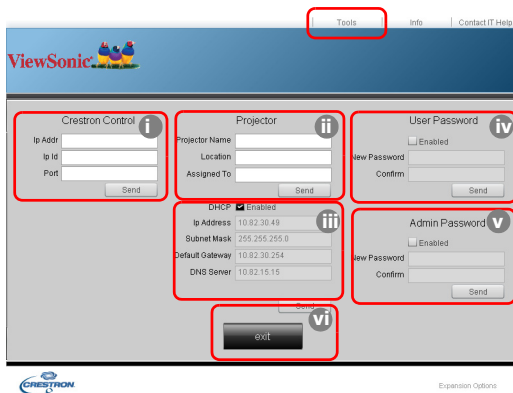 Tools Info Contact IT Help
ViewSonic
Crestron Control i
Ip Addr
Ip Id
Port
Send
Projector ii
Projector Name
Location
Assigned To
Send
User Password iv
Enabled
New Password
Confirm
Send
DHCP Enabled iii
Ip Address 10.82.30.49
Subnet Mask 255.255.255.0
Default Gateway 10.82.30.254
DNS Server 10.82.15.15
Send
Admin Password v
Enabled
New Password
Confirm
Send
vi
exit
CRESTRON
Expansion Options